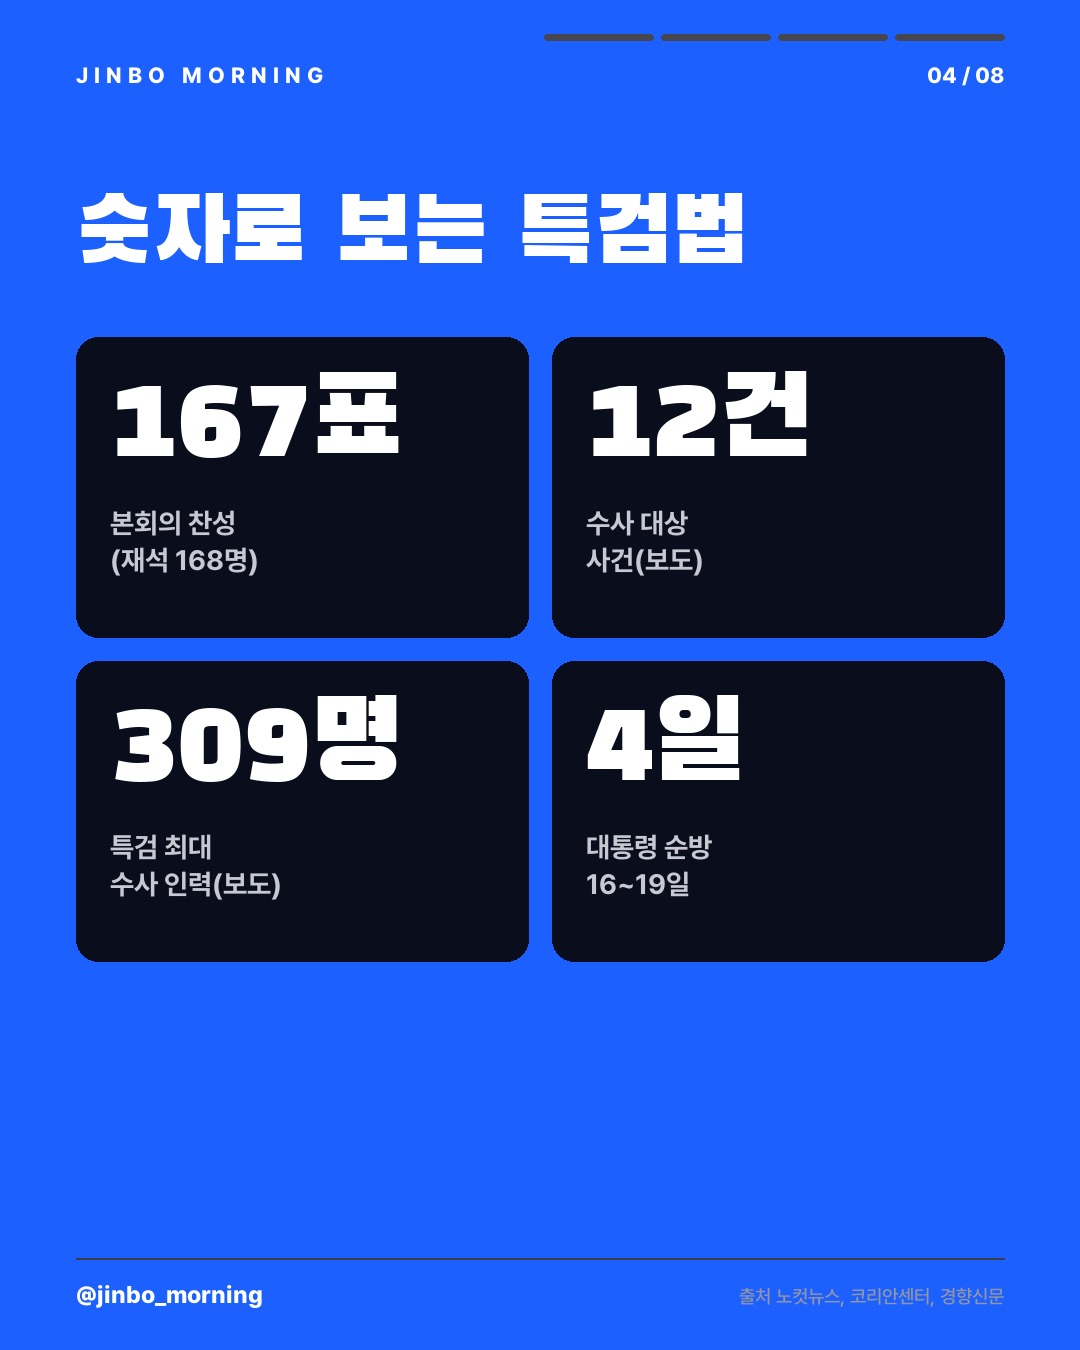 JINBO MORNING
04 / 08
숫자로 보는 특검법
167표
본회의 찬성
(재석 168명)
12건
수사 대상
사건(보도)
309명
특검 최대
수사 인력(보도)
4일
대통령 순방
16~19일
@jinbo_morning
출처 노컷뉴스, 코리안센터, 경향신문